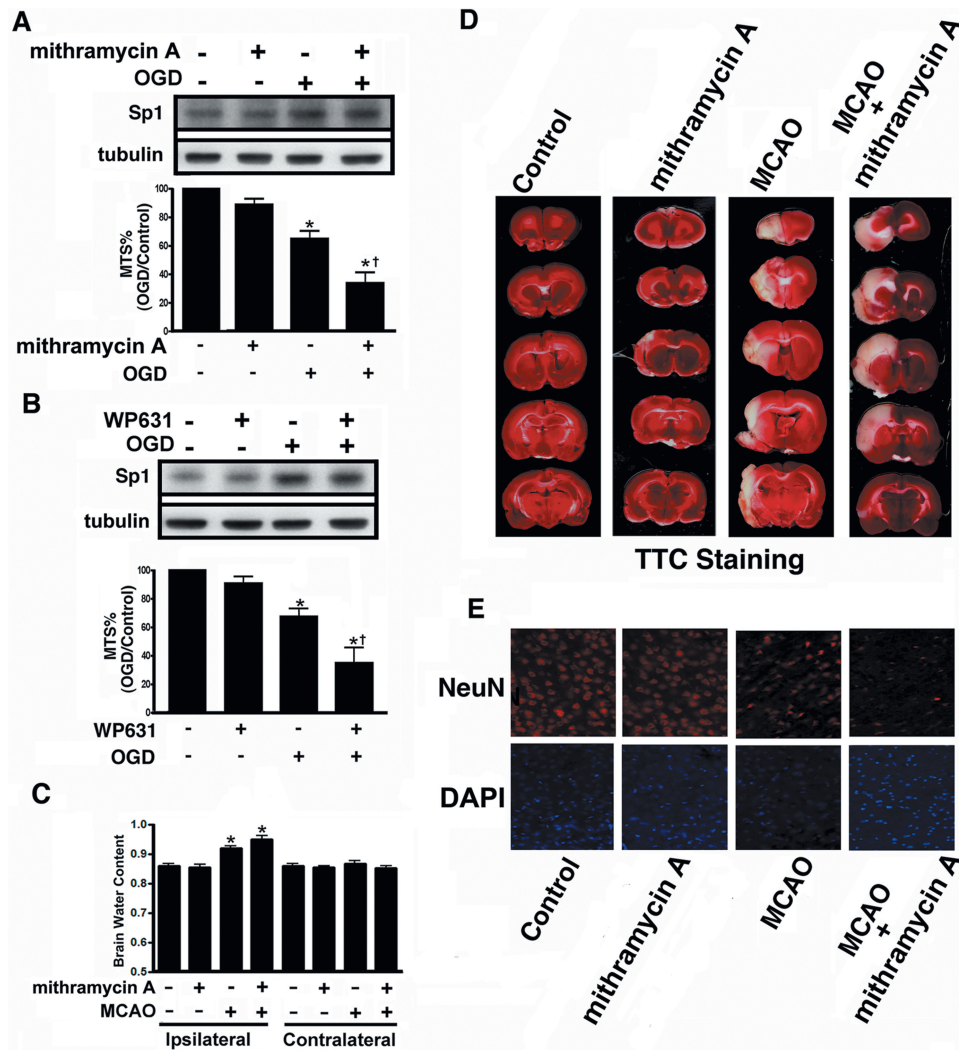 A
mithramycin A - + - +
OGD - - + +
Sp1
tubulin
MTS%
(OGD/Control)
100
80
60
40
20
0
*
*†
mithramycin A - + - +
OGD - - + +
B
WP631 - + - +
OGD - - + +
Sp1
tubulin
MTS%
(OGD/Control)
100
80
60
40
20
0
*
*†
WP631 - + - +
OGD - - + +
C
Brain Water Content
1.0
0.9
0.8
0.7
0.6
0.5
*
*
mithramycin A - + - + - + - +
MCAO - - + + - - + +
Ipsilateral Contralateral
D
Control
mithramycin A
MCAO
MCAO
+
mithramycin A
TTC Staining
E
NeuN
DAPI
Control
mithramycin A
MCAO
MCAO
+
mithramycin A